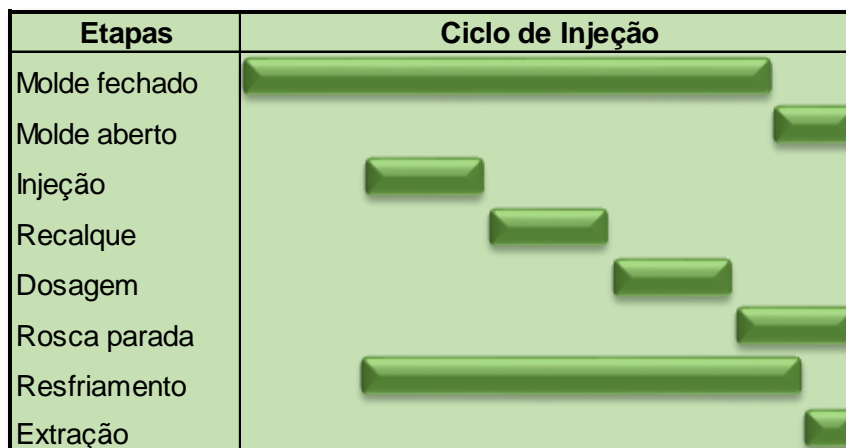 Etapas Ciclo de Injeção
Molde fechado
Molde aberto
Injeção
Recalque
Dosagem
Rosca parada
Resfriamento
Extração